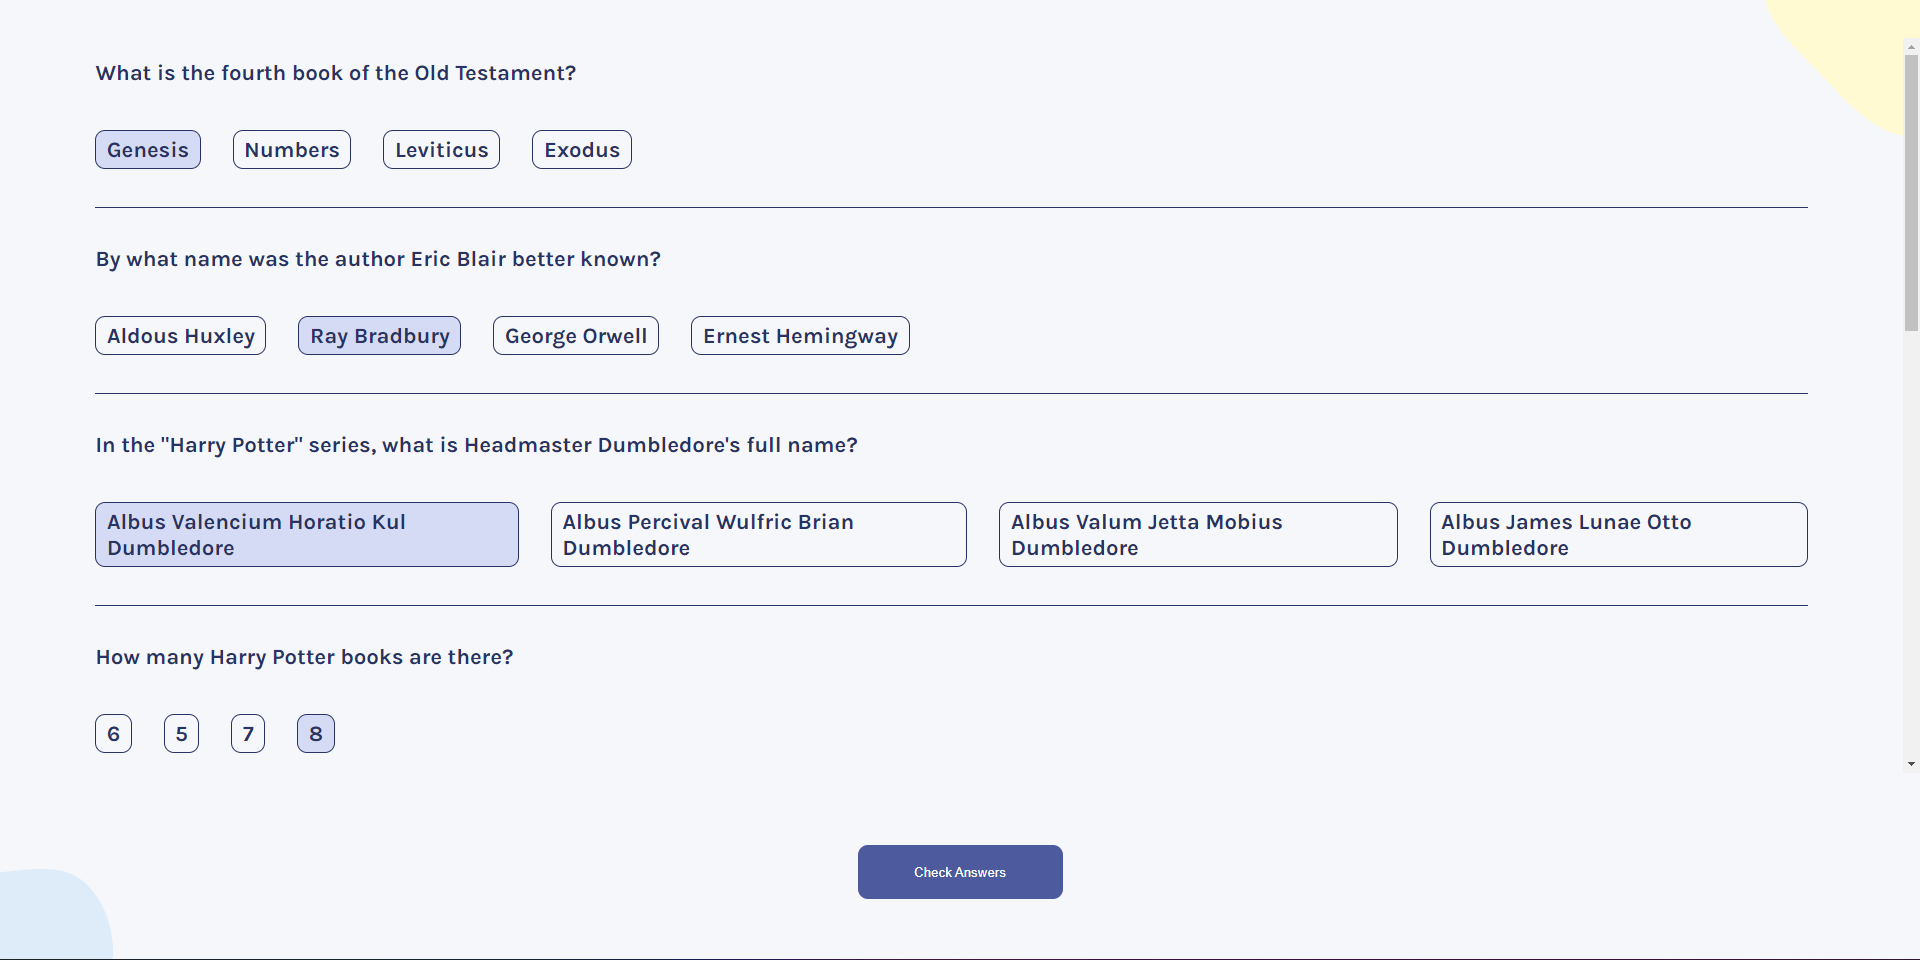 What is the fourth book of the Old Testament?
Genesis Numbers Leviticus Exodus
By what name was the author Eric Blair better known?
Aldous Huxley Ray Bradbury George Orwell Ernest Hemingway
In the "Harry Potter" series, what is Headmaster Dumbledore's full name?
Albus Valencium Horatio Kul
Dumbledore
Albus Percival Wulfric Brian
Dumbledore
Albus Valum Jetta Mobius
Dumbledore
Albus James Lunae Otto
Dumbledore
How many Harry Potter books are there?
6 5 7 8
Check Answers